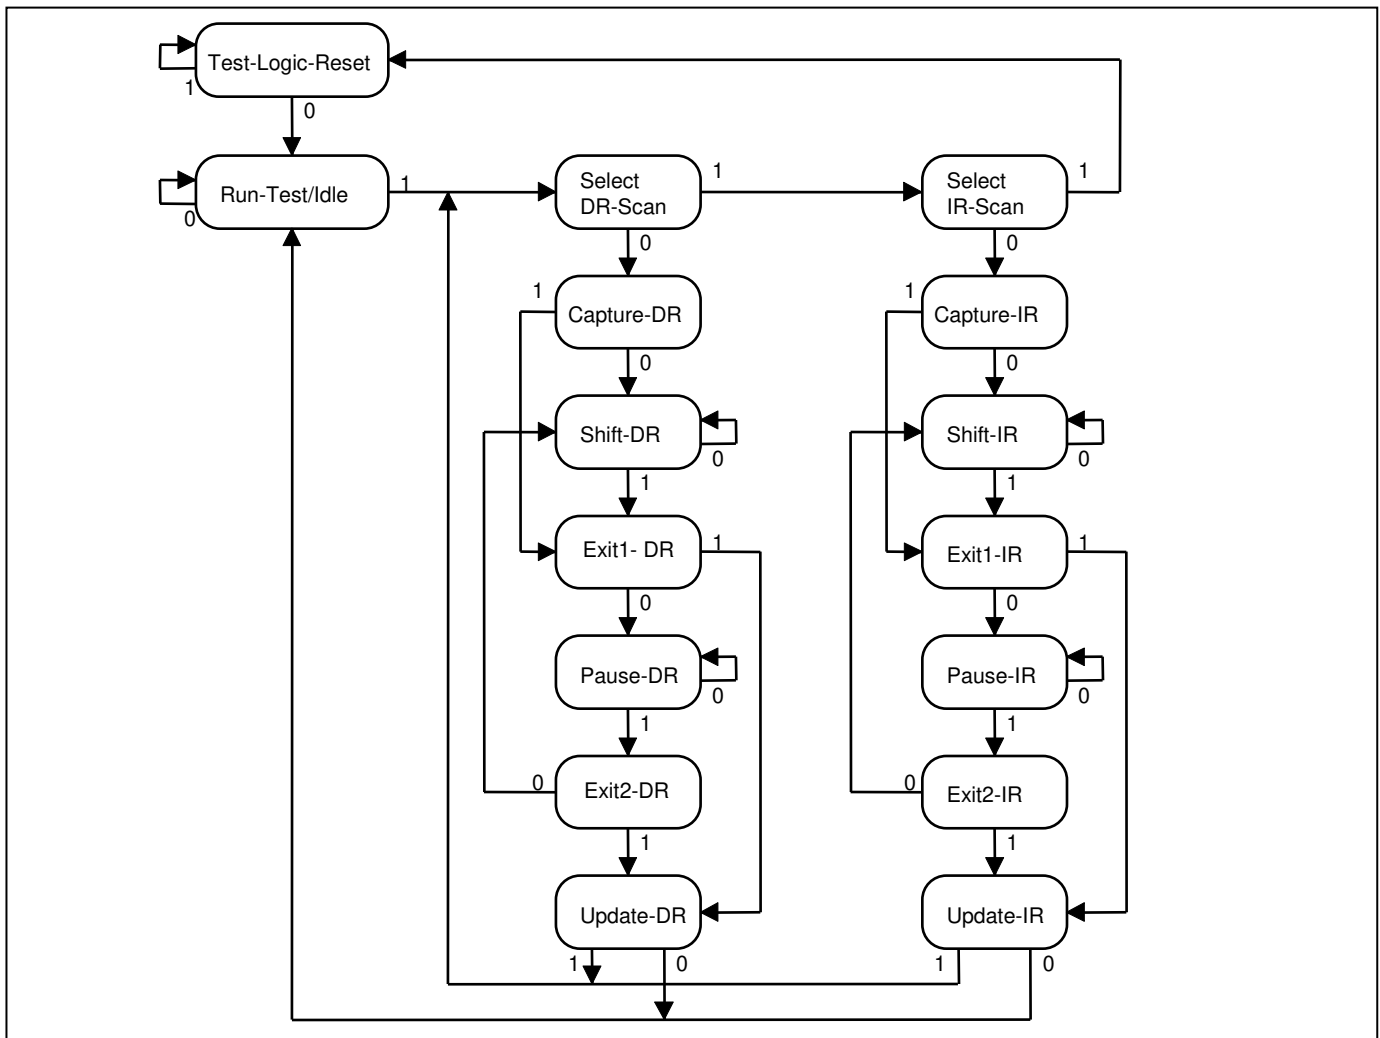 Test-Logic-Reset
1
0
Run-Test/Idle
0
1
Select
DR-Scan
1
0
Select
IR-Scan
1
0
1
Capture-DR
0
1
Capture-IR
0
Shift-DR
0
1
Shift-IR
0
1
Exit1- DR
1
0
Exit1-IR
1
0
Pause-DR
0
1
Pause-IR
0
1
0
Exit2-DR
1
0
Exit2-IR
1
Update-DR
1
0
Update-IR
1
0